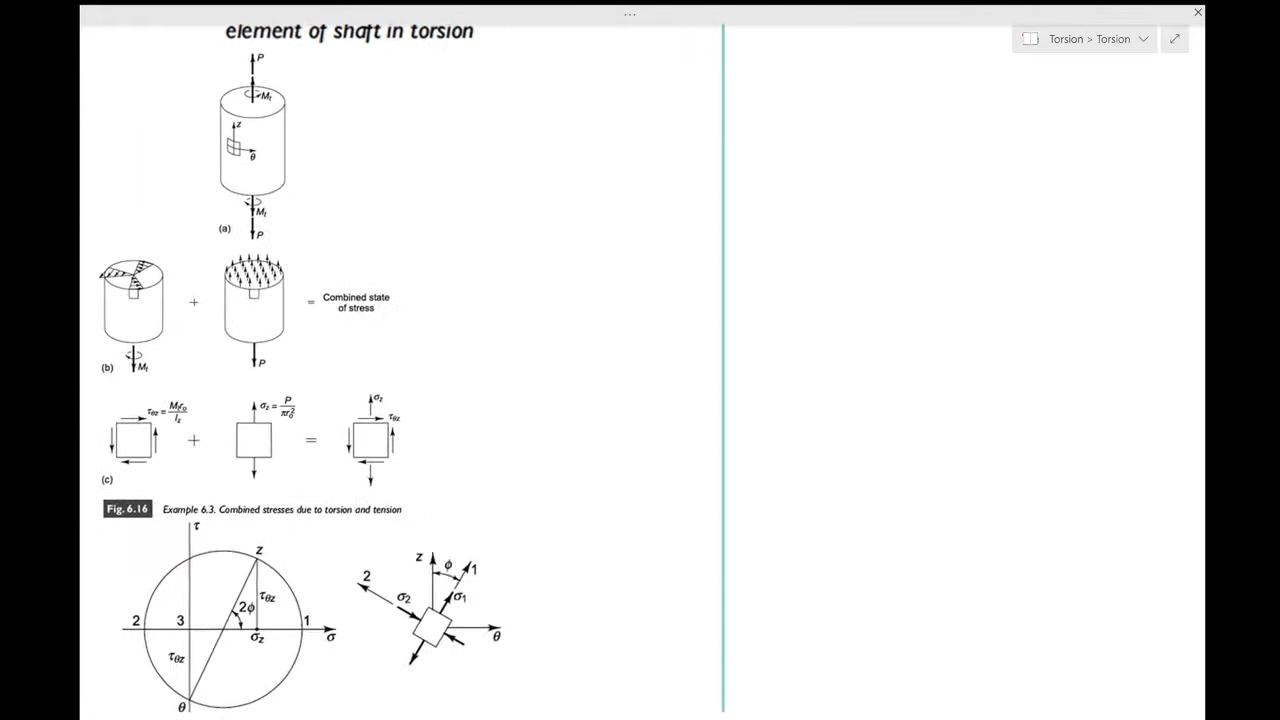 ...
×
Torsion > Torsion
element of shaft in torsion
P
Mt
z
θ
Mt
(a)
P
+
= Combined state
of stress
(b)
Mt
P
τθz = Mtr₀/Iz
σz = P/πr₀²
σz
τθz
+
=
(c)
Fig. 6.16 Example 6.3. Combined stresses due to torsion and tension
τ
z
τθz
2φ
2
3
1
σz
σ
τθz
θ
z
φ
1
2
σ2
σ1
θ